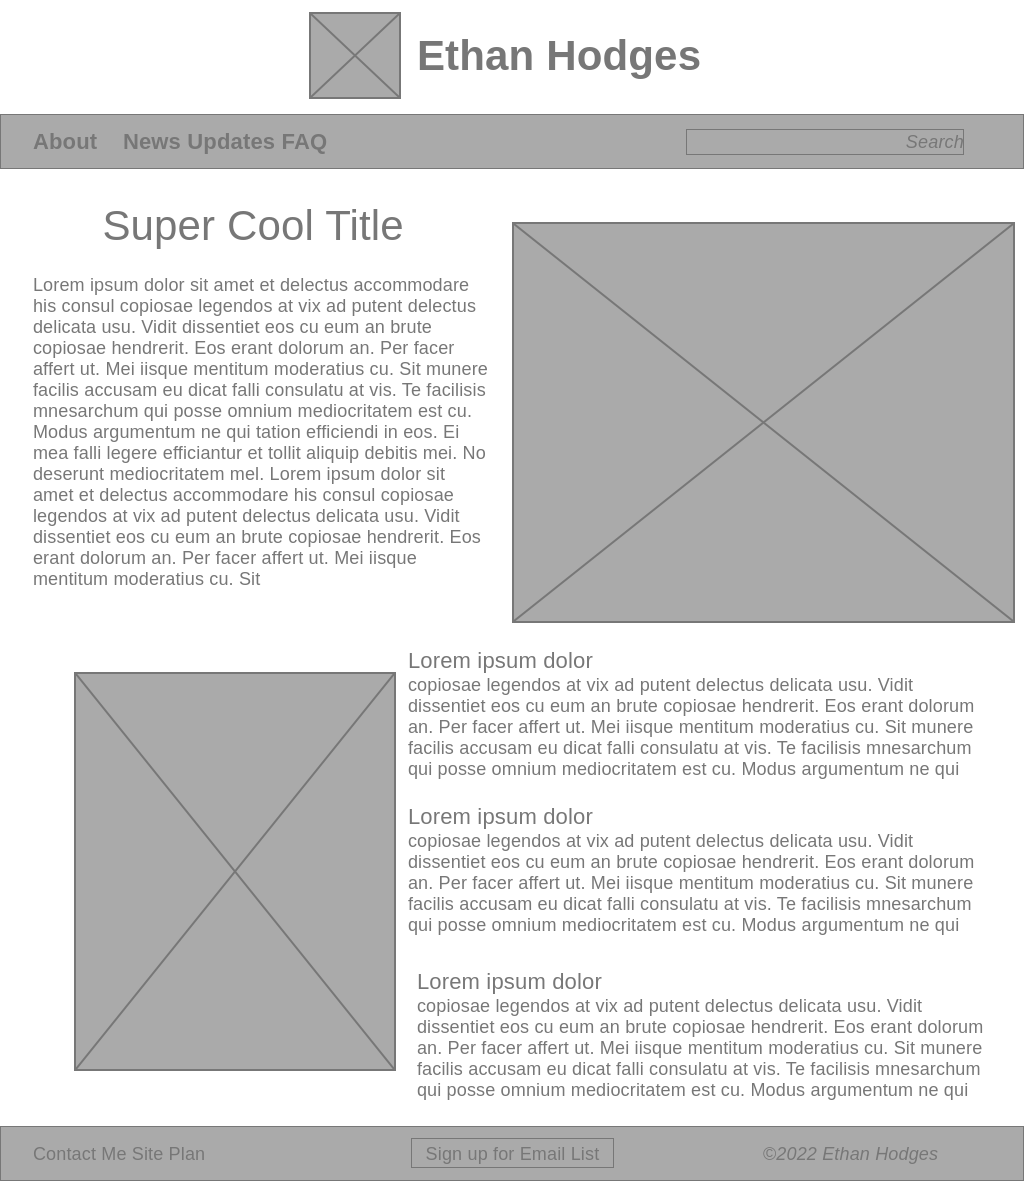 Ethan Hodges
About News Updates FAQ Search
Super Cool Title
Lorem ipsum dolor sit amet et delectus accommodare
his consul copiosae legendos at vix ad putent delectus
delicata usu. Vidit dissentiet eos cu eum an brute
copiosae hendrerit. Eos erant dolorum an. Per facer
affert ut. Mei iisque mentitum moderatius cu. Sit munere
facilis accusam eu dicat falli consulatu at vis. Te facilisis
mnesarchum qui posse omnium mediocritatem est cu.
Modus argumentum ne qui tation efficiendi in eos. Ei
mea falli legere efficiantur et tollit aliquip debitis mei. No
deserunt mediocritatem mel. Lorem ipsum dolor sit
amet et delectus accommodare his consul copiosae
legendos at vix ad putent delectus delicata usu. Vidit
dissentiet eos cu eum an brute copiosae hendrerit. Eos
erant dolorum an. Per facer affert ut. Mei iisque
mentitum moderatius cu. Sit
Lorem ipsum dolor
copiosae legendos at vix ad putent delectus delicata usu. Vidit
dissentiet eos cu eum an brute copiosae hendrerit. Eos erant dolorum
an. Per facer affert ut. Mei iisque mentitum moderatius cu. Sit munere
facilis accusam eu dicat falli consulatu at vis. Te facilisis mnesarchum
qui posse omnium mediocritatem est cu. Modus argumentum ne qui
Lorem ipsum dolor
copiosae legendos at vix ad putent delectus delicata usu. Vidit
dissentiet eos cu eum an brute copiosae hendrerit. Eos erant dolorum
an. Per facer affert ut. Mei iisque mentitum moderatius cu. Sit munere
facilis accusam eu dicat falli consulatu at vis. Te facilisis mnesarchum
qui posse omnium mediocritatem est cu. Modus argumentum ne qui
Lorem ipsum dolor
copiosae legendos at vix ad putent delectus delicata usu. Vidit
dissentiet eos cu eum an brute copiosae hendrerit. Eos erant dolorum
an. Per facer affert ut. Mei iisque mentitum moderatius cu. Sit munere
facilis accusam eu dicat falli consulatu at vis. Te facilisis mnesarchum
qui posse omnium mediocritatem est cu. Modus argumentum ne qui
Contact Me Site Plan Sign up for Email List ©2022 Ethan Hodges